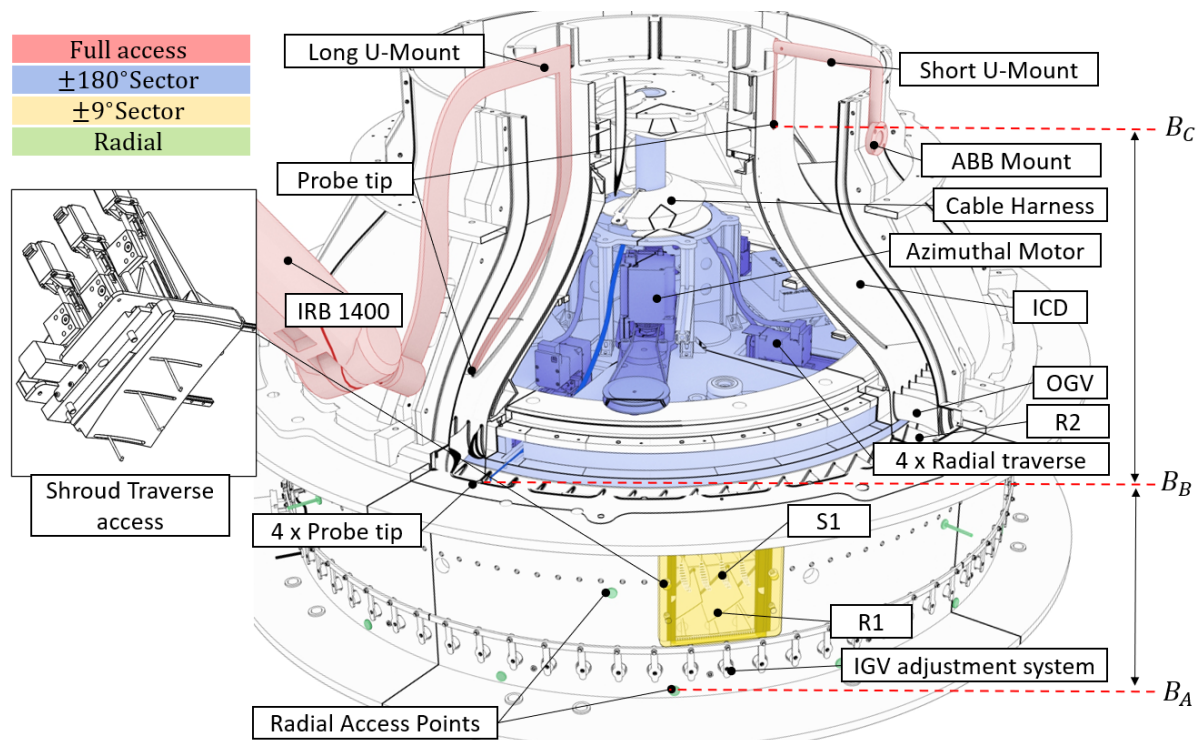 Full access
±180°Sector
±9°Sector
Radial
Long U-Mount
Short U-Mount
B_C
ABB Mount
Probe tip
Cable Harness
Azimuthal Motor
IRB 1400
ICD
OGV
R2
4 x Radial traverse
Shroud Traverse
access
B_B
4 x Probe tip
S1
R1
IGV adjustment system
B_A
Radial Access Points